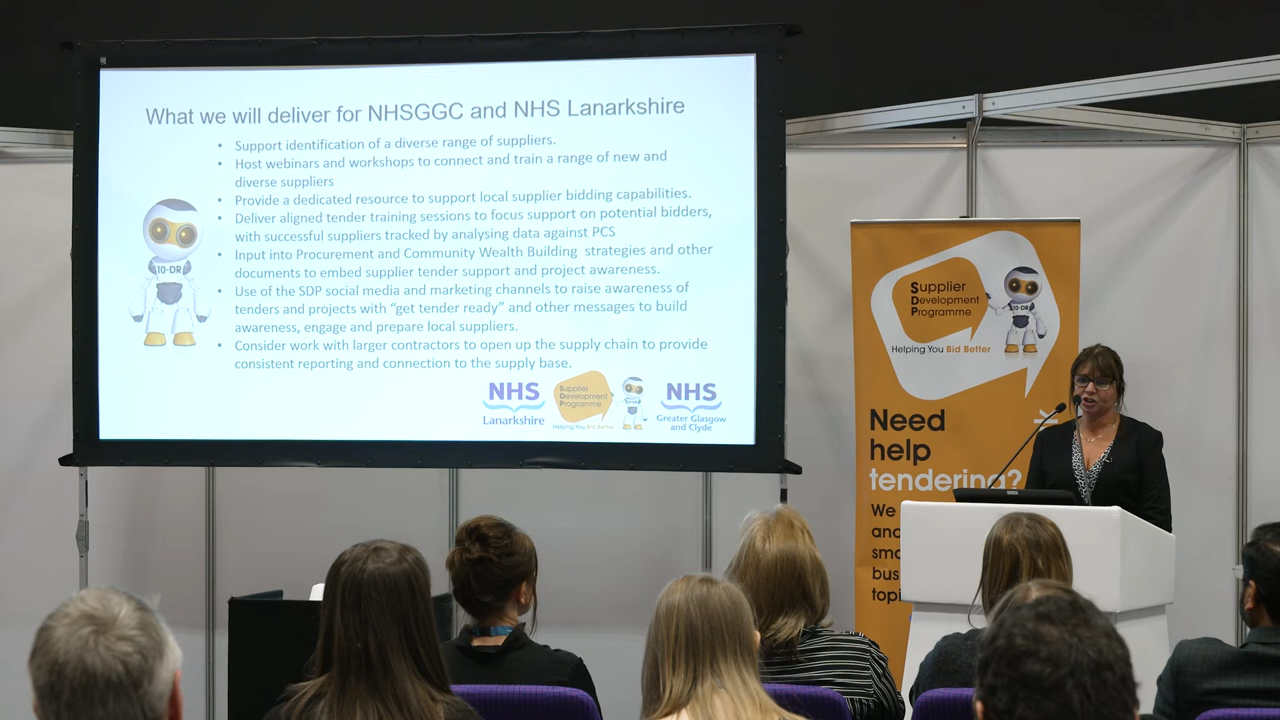 What we will deliver for NHSGGC and NHS Lanarkshire
• Support identification of a diverse range of suppliers.
• Host webinars and workshops to connect and train a range of new and
diverse suppliers
• Provide a dedicated resource to support local supplier bidding capabilities.
• Deliver aligned tender training sessions to focus support on potential bidders,
with successful suppliers tracked by analysing data against PCS
• Input into Procurement and Community Wealth Building strategies and other
documents to embed supplier tender support and project awareness.
• Use of the SDP social media and marketing channels to raise awareness of
tenders and projects with “get tender ready” and other messages to build
awareness, engage and prepare local suppliers.
• Consider work with larger contractors to open up the supply chain to provide
consistent reporting and connection to the supply base.
10-DR
NHS
Lanarkshire
Supplier
Development
Programme
Helping You Bid Better
NHS
Greater Glasgow
and Clyde
Supplier
Development
Programme
10-DR
Helping You Bid Better
Need
help
tendering?
We
and
smo
bus
topi